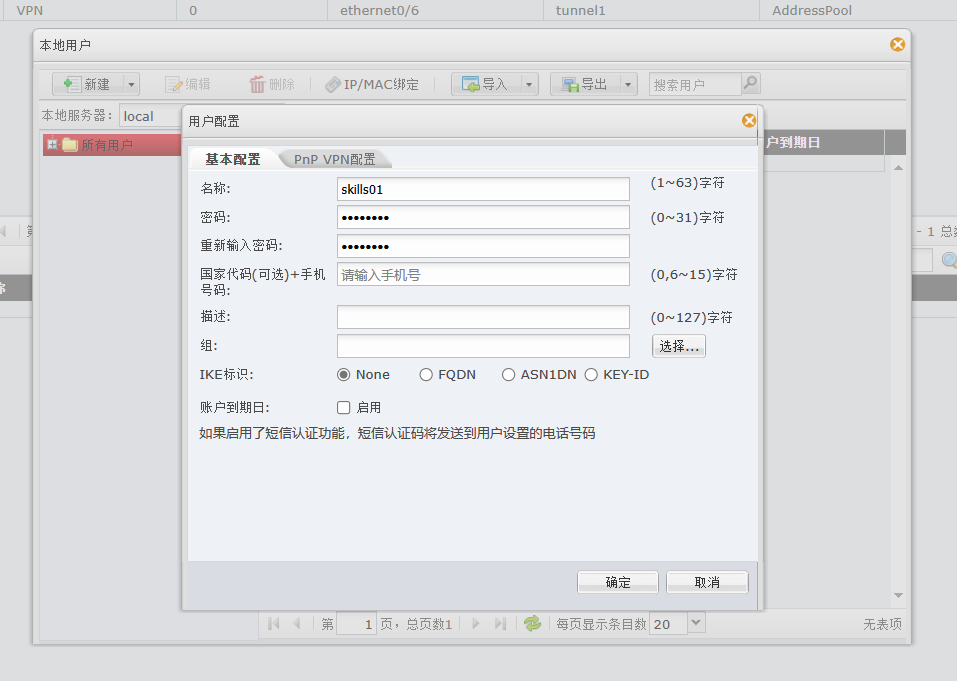 VPN 0 ethernet0/6 tunnel1 AddressPool
本地用户
新建 编辑 删除 IP/MAC绑定 导入 导出 搜索用户
本地服务器： local
用户配置
所有用户 户到期日
基本配置 PnP VPN配置
名称: skills01 (1~63)字符
密码: •••••••• (0~31)字符
重新输入密码: ••••••••
国家代码(可选)+手机号码: 请输入手机号 (0,6~15)字符
描述: (0~127)字符
组: 选择...
IKE标识: None FQDN ASN1DN KEY-ID
账户到期日: 启用
如果启用了短信认证功能，短信认证码将发送到用户设置的电话号码
确定 取消
第 1 页，总页数1 每页显示条目数 20 无表项
- 1 总